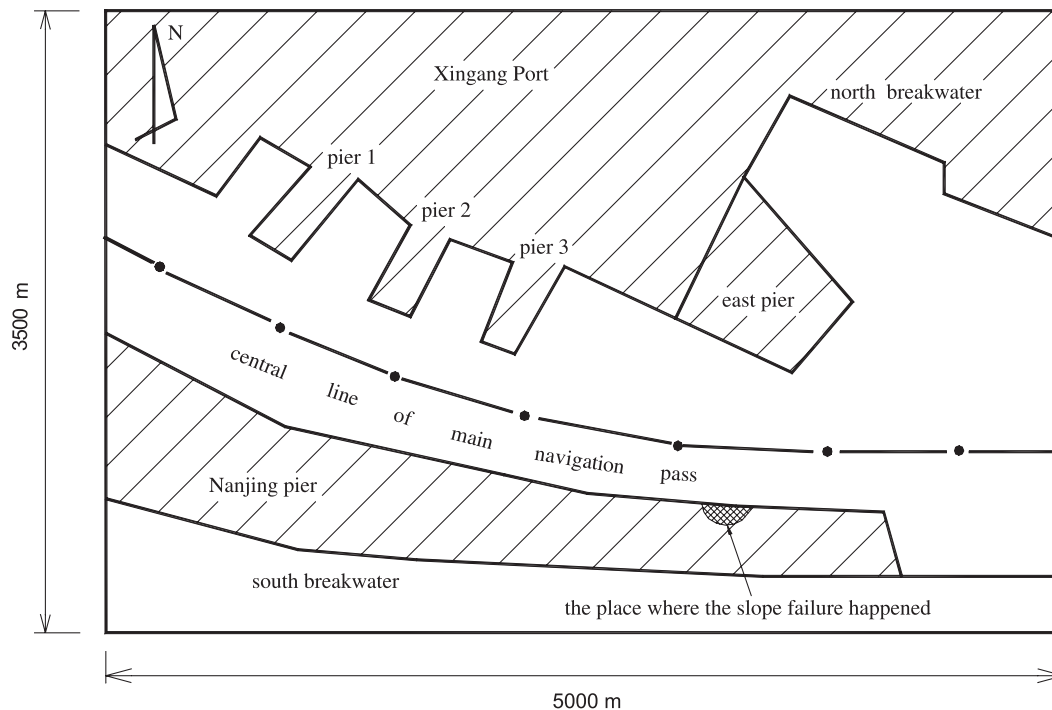 N
Xingang Port
north breakwater
pier 1
pier 2
pier 3
east pier
3500 m
central line of main navigation pass
Nanjing pier
south breakwater
the place where the slope failure happened
5000 m